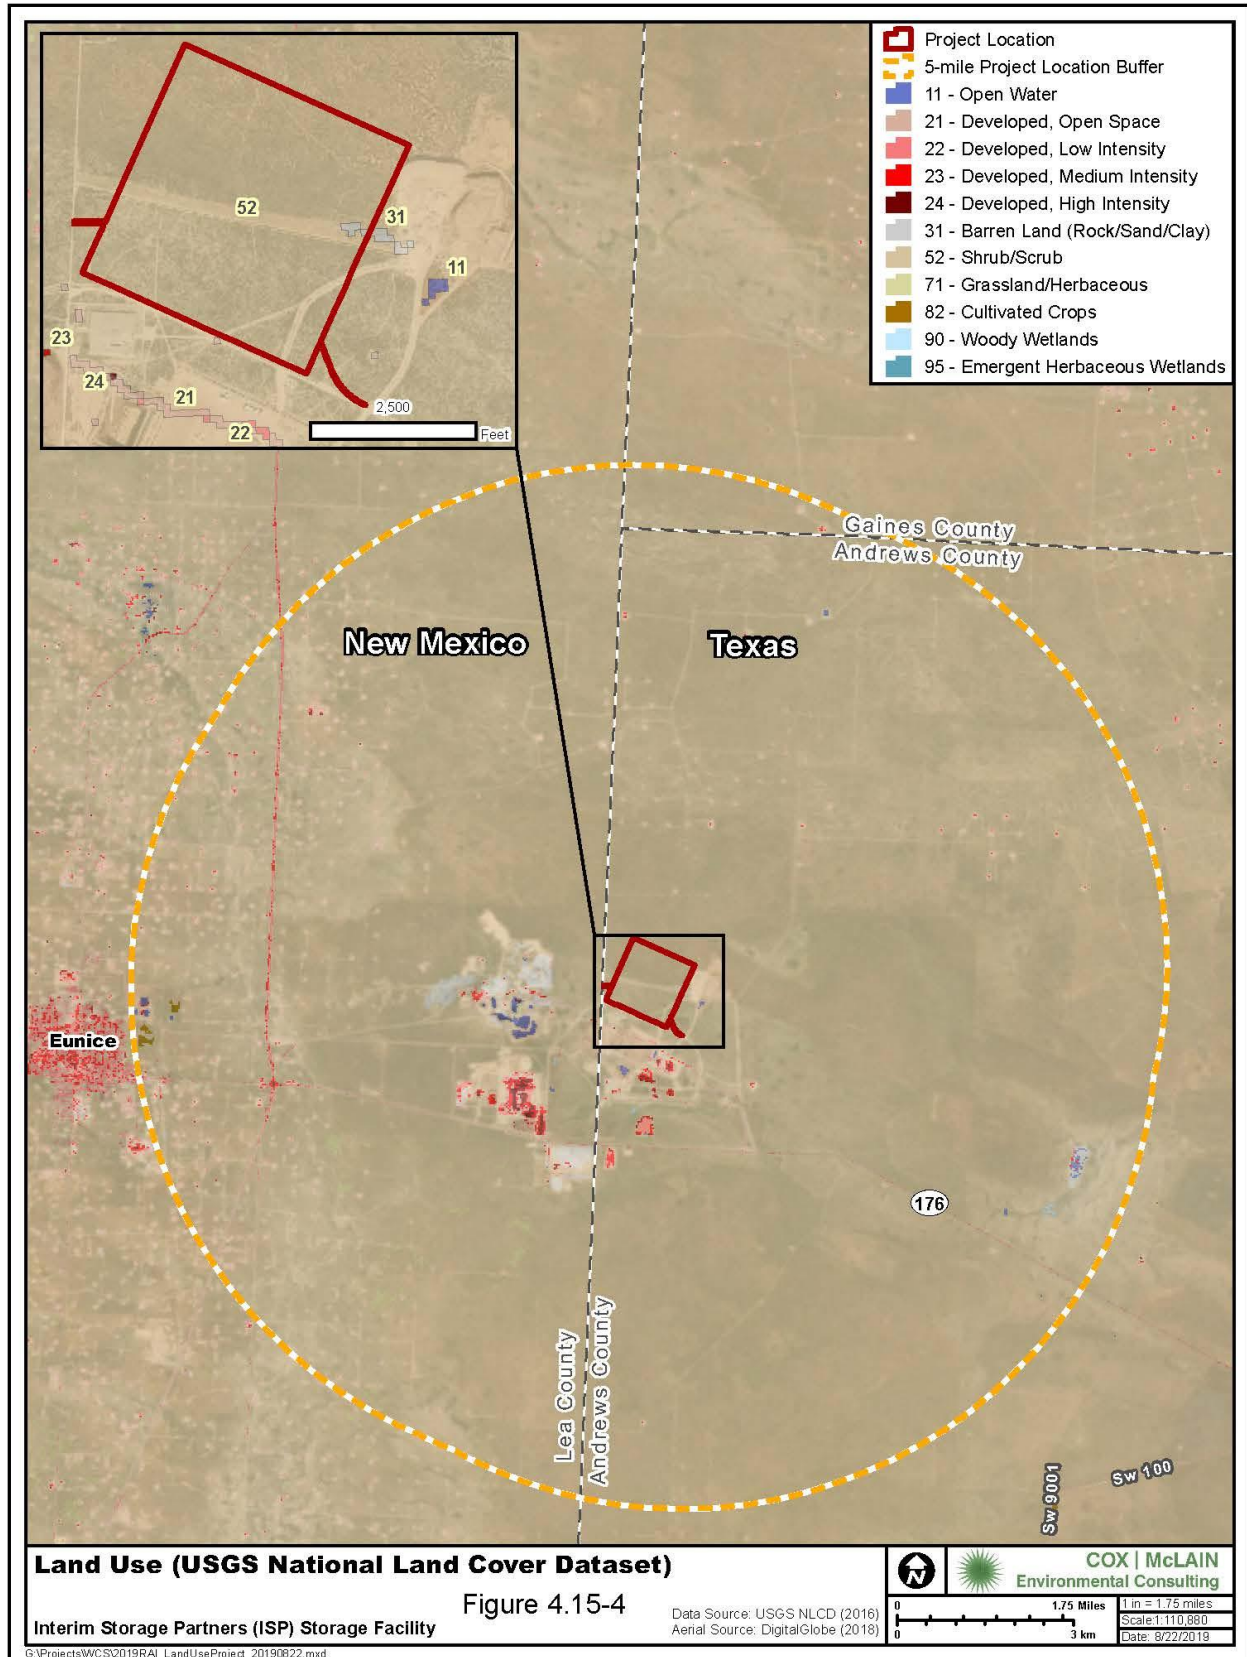 Project Location
5-mile Project Location Buffer
11 - Open Water
21 - Developed, Open Space
22 - Developed, Low Intensity
23 - Developed, Medium Intensity
24 - Developed, High Intensity
31 - Barren Land (Rock/Sand/Clay)
52 - Shrub/Scrub
71 - Grassland/Herbaceous
82 - Cultivated Crops
90 - Woody Wetlands
95 - Emergent Herbaceous Wetlands
52
31
11
23
24
21
22
2,500
Feet
Gaines County
Andrews County
New Mexico
Texas
Eunice
176
Lea County
Andrews County
Sw 9001
Sw 100
Land Use (USGS National Land Cover Dataset)
Figure 4.15-4
Interim Storage Partners (ISP) Storage Facility
Data Source: USGS NLCD (2016)
Aerial Source: DigitalGlobe (2018)
N
COX | McLAIN
Environmental Consulting
0 1.75 Miles
0 3 km
1 in = 1.75 miles
Scale:1:110,880
Date: 8/22/2019
G:\Projects\WCS\2019RAI_LandUseProject_20190822.mxd